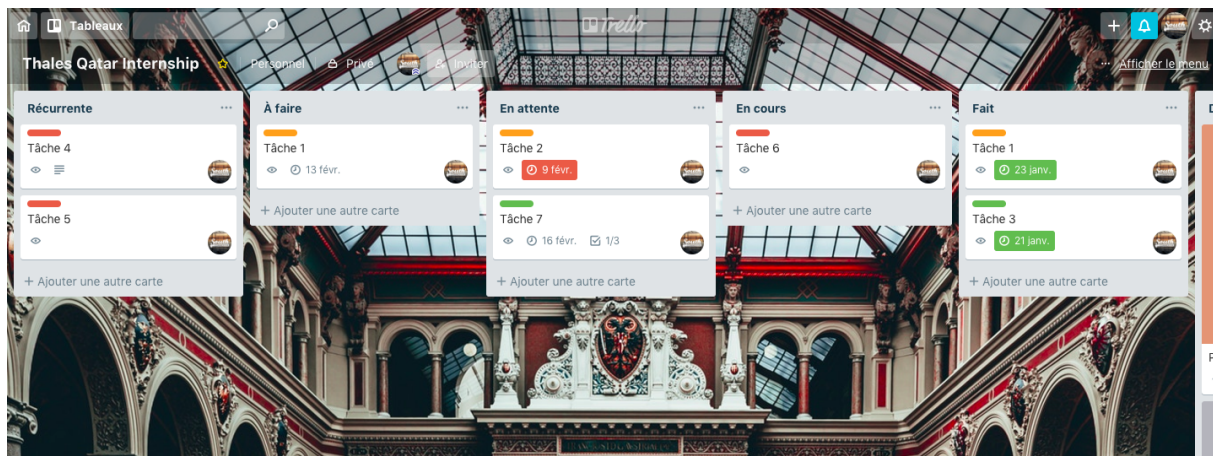 Tableaux
Trello
Thales Qatar Internship
Personnel
Privé
Inviter
... Afficher le menu
Récurrente ...
Tâche 4
Tâche 5
+ Ajouter une autre carte
À faire ...
Tâche 1
13 févr.
+ Ajouter une autre carte
En attente ...
Tâche 2
9 févr.
Tâche 7
16 févr. 1/3
+ Ajouter une autre carte
En cours ...
Tâche 6
+ Ajouter une autre carte
Fait ...
Tâche 1
23 janv.
Tâche 3
21 janv.
+ Ajouter une autre carte